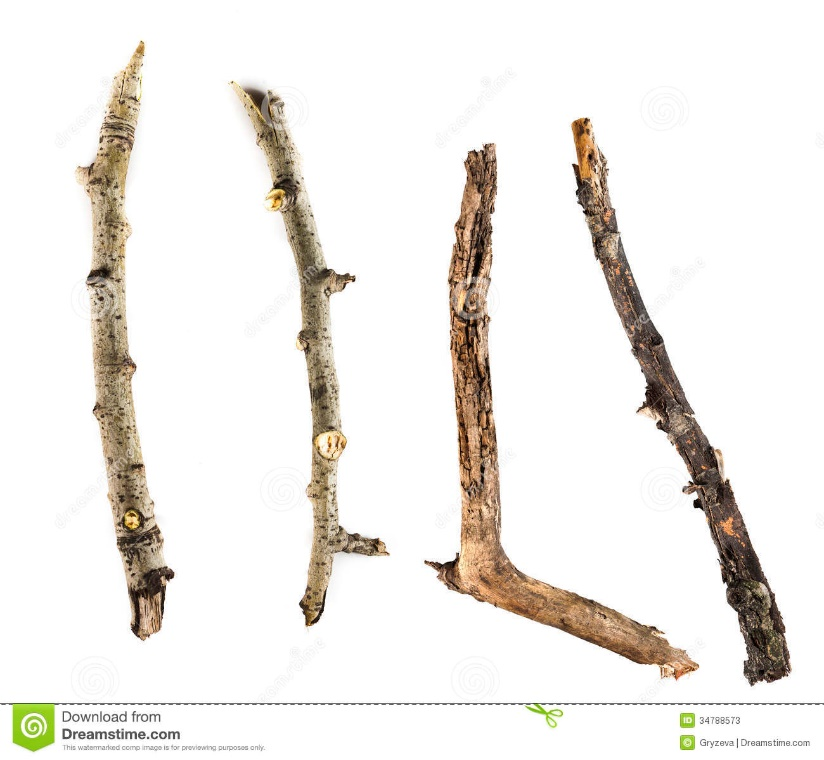 Download from
Dreamstime.com
This watermarked comp image is for previewing purposes only.
ID 34788573
© Gryzeva | Dreamstime.com